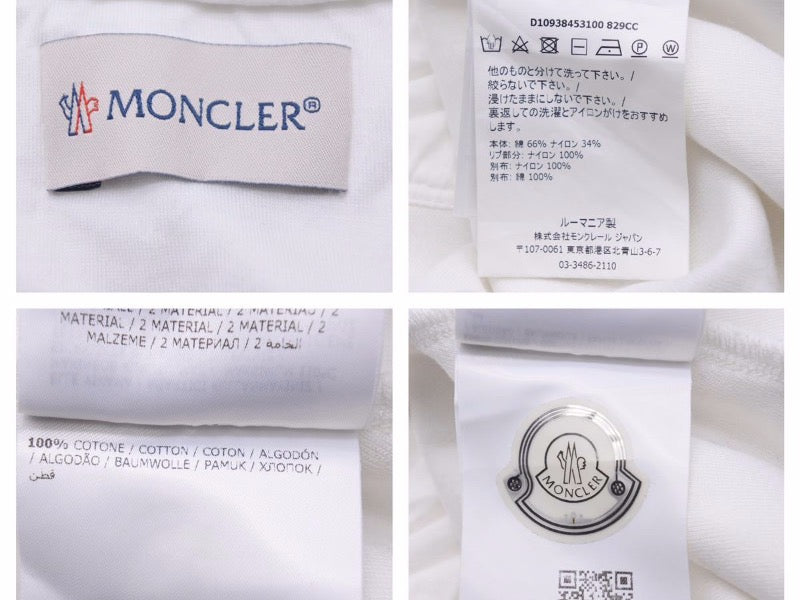 MONCLER®
D10938453100 829CC
他のものと分けて洗って下さい。/
絞らないで下さい。/
浸けたままにしないで下さい。/
裏返しての洗濯とアイロンがけをおすすめ
します。
本体: 綿 66% ナイロン 34%
リブ部分: ナイロン 100%
別布: ナイロン 100%
別布: 綿 100%
ルーマニア製
株式会社モンクレール ジャパン
〒107-0061 東京都港区北青山3-6-7
03-3486-2110
/ 2 MATERIAL / 2 MATERIAU / 2
MATERIAL / 2 MATERIAL / 2 MATERIAL / 2
MALZEME / 2 МАТЕРИАЛ / 2 الخامة
100% COTONE / COTTON / COTON / ALGODÓN
/ ALGODÃO / BAUMWOLLE / PAMUK / ХЛОПОК /
قطن
MONCLER